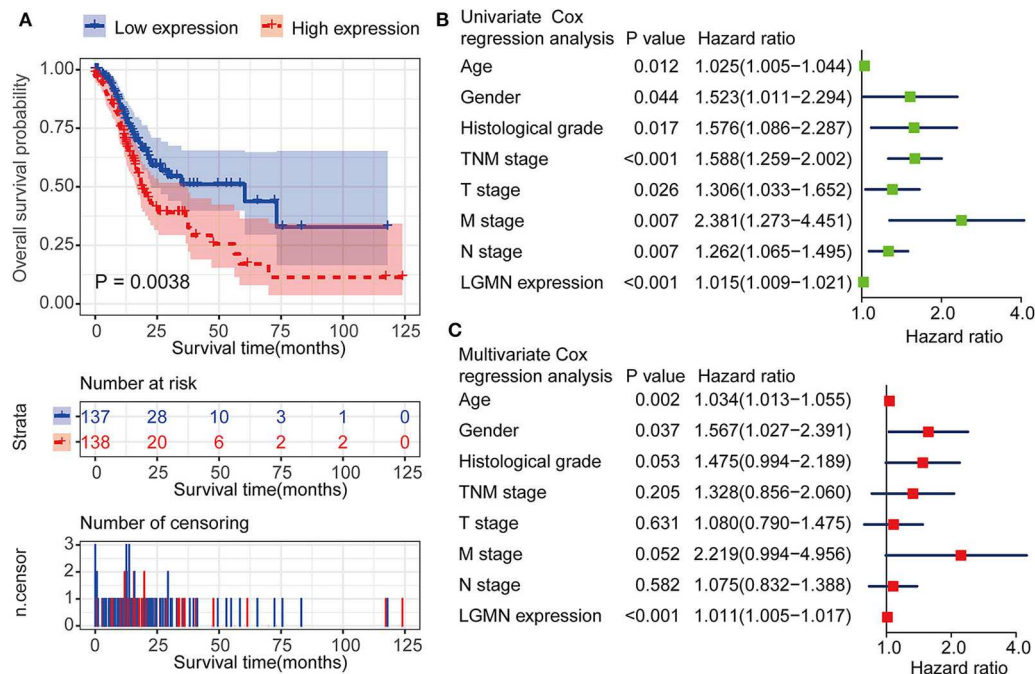 A
Low expression
High expression
Overall survival probability
1.00
0.75
0.50
0.25
0.00
P = 0.0038
0 25 50 75 100 125
Survival time(months)
Number at risk
Strata
137 28 10 3 1 0
138 20 6 2 2 0
0 25 50 75 100 125
Survival time(months)
Number of censoring
n.censor
3
2
1
0
0 25 50 75 100 125
Survival time(months)
B
Univariate Cox
regression analysis P value Hazard ratio
Age 0.012 1.025(1.005−1.044)
Gender 0.044 1.523(1.011−2.294)
Histological grade 0.017 1.576(1.086−2.287)
TNM stage <0.001 1.588(1.259−2.002)
T stage 0.026 1.306(1.033−1.652)
M stage 0.007 2.381(1.273−4.451)
N stage 0.007 1.262(1.065−1.495)
LGMN expression <0.001 1.015(1.009−1.021)
1.0 2.0 4.0
Hazard ratio
C
Multivariate Cox
regression analysis P value Hazard ratio
Age 0.002 1.034(1.013−1.055)
Gender 0.037 1.567(1.027−2.391)
Histological grade 0.053 1.475(0.994−2.189)
TNM stage 0.205 1.328(0.856−2.060)
T stage 0.631 1.080(0.790−1.475)
M stage 0.052 2.219(0.994−4.956)
N stage 0.582 1.075(0.832−1.388)
LGMN expression <0.001 1.011(1.005−1.017)
1.0 2.0 4.0
Hazard ratio